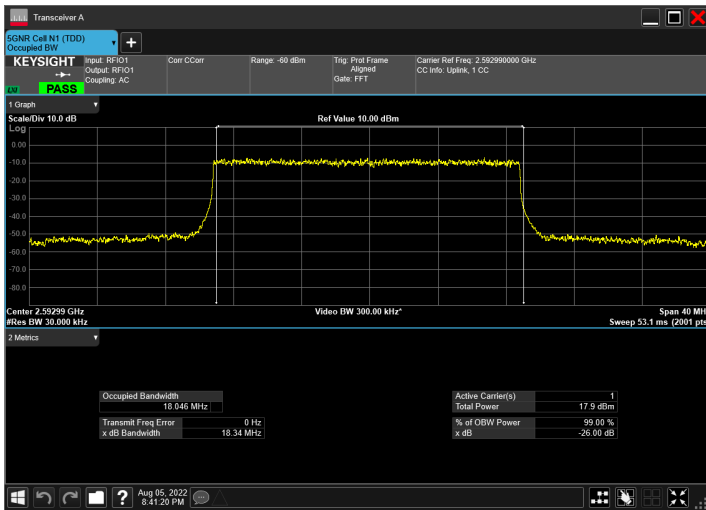 Transceiver A
5GNR Cell N1 (TDD)
Occupied BW
KEYSIGHT
LXI
PASS
Input: RFIO1
Output: RFIO1
Coupling: AC
Corr CCorr
Range: -60 dBm
Trig: Prot Frame
Aligned
Gate: FFT
Carrier Ref Freq: 2.592990000 GHz
CC Info: Uplink, 1 CC
1 Graph
Scale/Div 10.0 dB
Ref Value 10.00 dBm
Log
0.00
-10.0
-20.0
-30.0
-40.0
-50.0
-60.0
-70.0
-80.0
Center 2.59299 GHz
Video BW 300.00 kHz*
Span 40 MH
#Res BW 30.000 kHz
Sweep 53.1 ms (2001 pts
2 Metrics
Occupied Bandwidth
18.046 MHz
Transmit Freq Error 0 Hz
x dB Bandwidth 18.34 MHz
Active Carrier(s) 1
Total Power 17.9 dBm
% of OBW Power 99.00 %
x dB -26.00 dB
Aug 05, 2022
8:41:20 PM